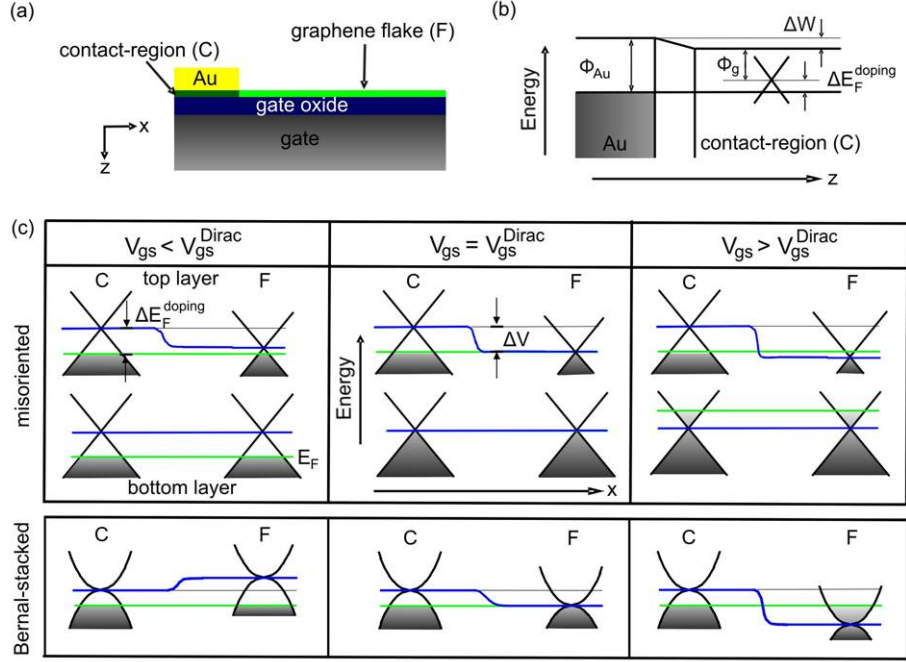 (a)
contact-region (C)
graphene flake (F)
Au
gate oxide
gate
x
z
(b)
Energy
Φ_Au
Au
ΔW
Φ_g
ΔE_F^doping
contact-region (C)
z
(c)
V_gs < V_gs^Dirac
V_gs = V_gs^Dirac
V_gs > V_gs^Dirac
misoriented
C top layer F
ΔE_F^doping
E_F
bottom layer
C F
ΔV
Energy
x
C F
Bernal-stacked
C F
C F
C F